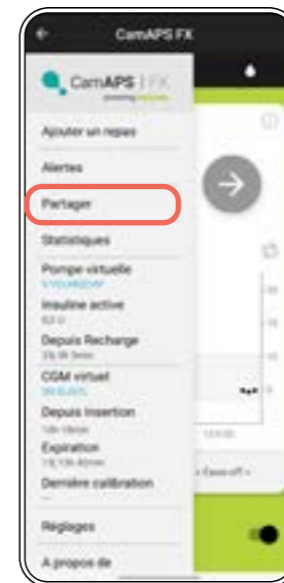 CamAPS FX
CamAPS | FX
Ajouter un repas
Alertes
Partager
Statistiques
Pompe virtuelle
Insuline active
Depuis Recharge
CGM virtuel
Depuis Insertion
Expiration
Dernière calibration
Réglages
A propos de